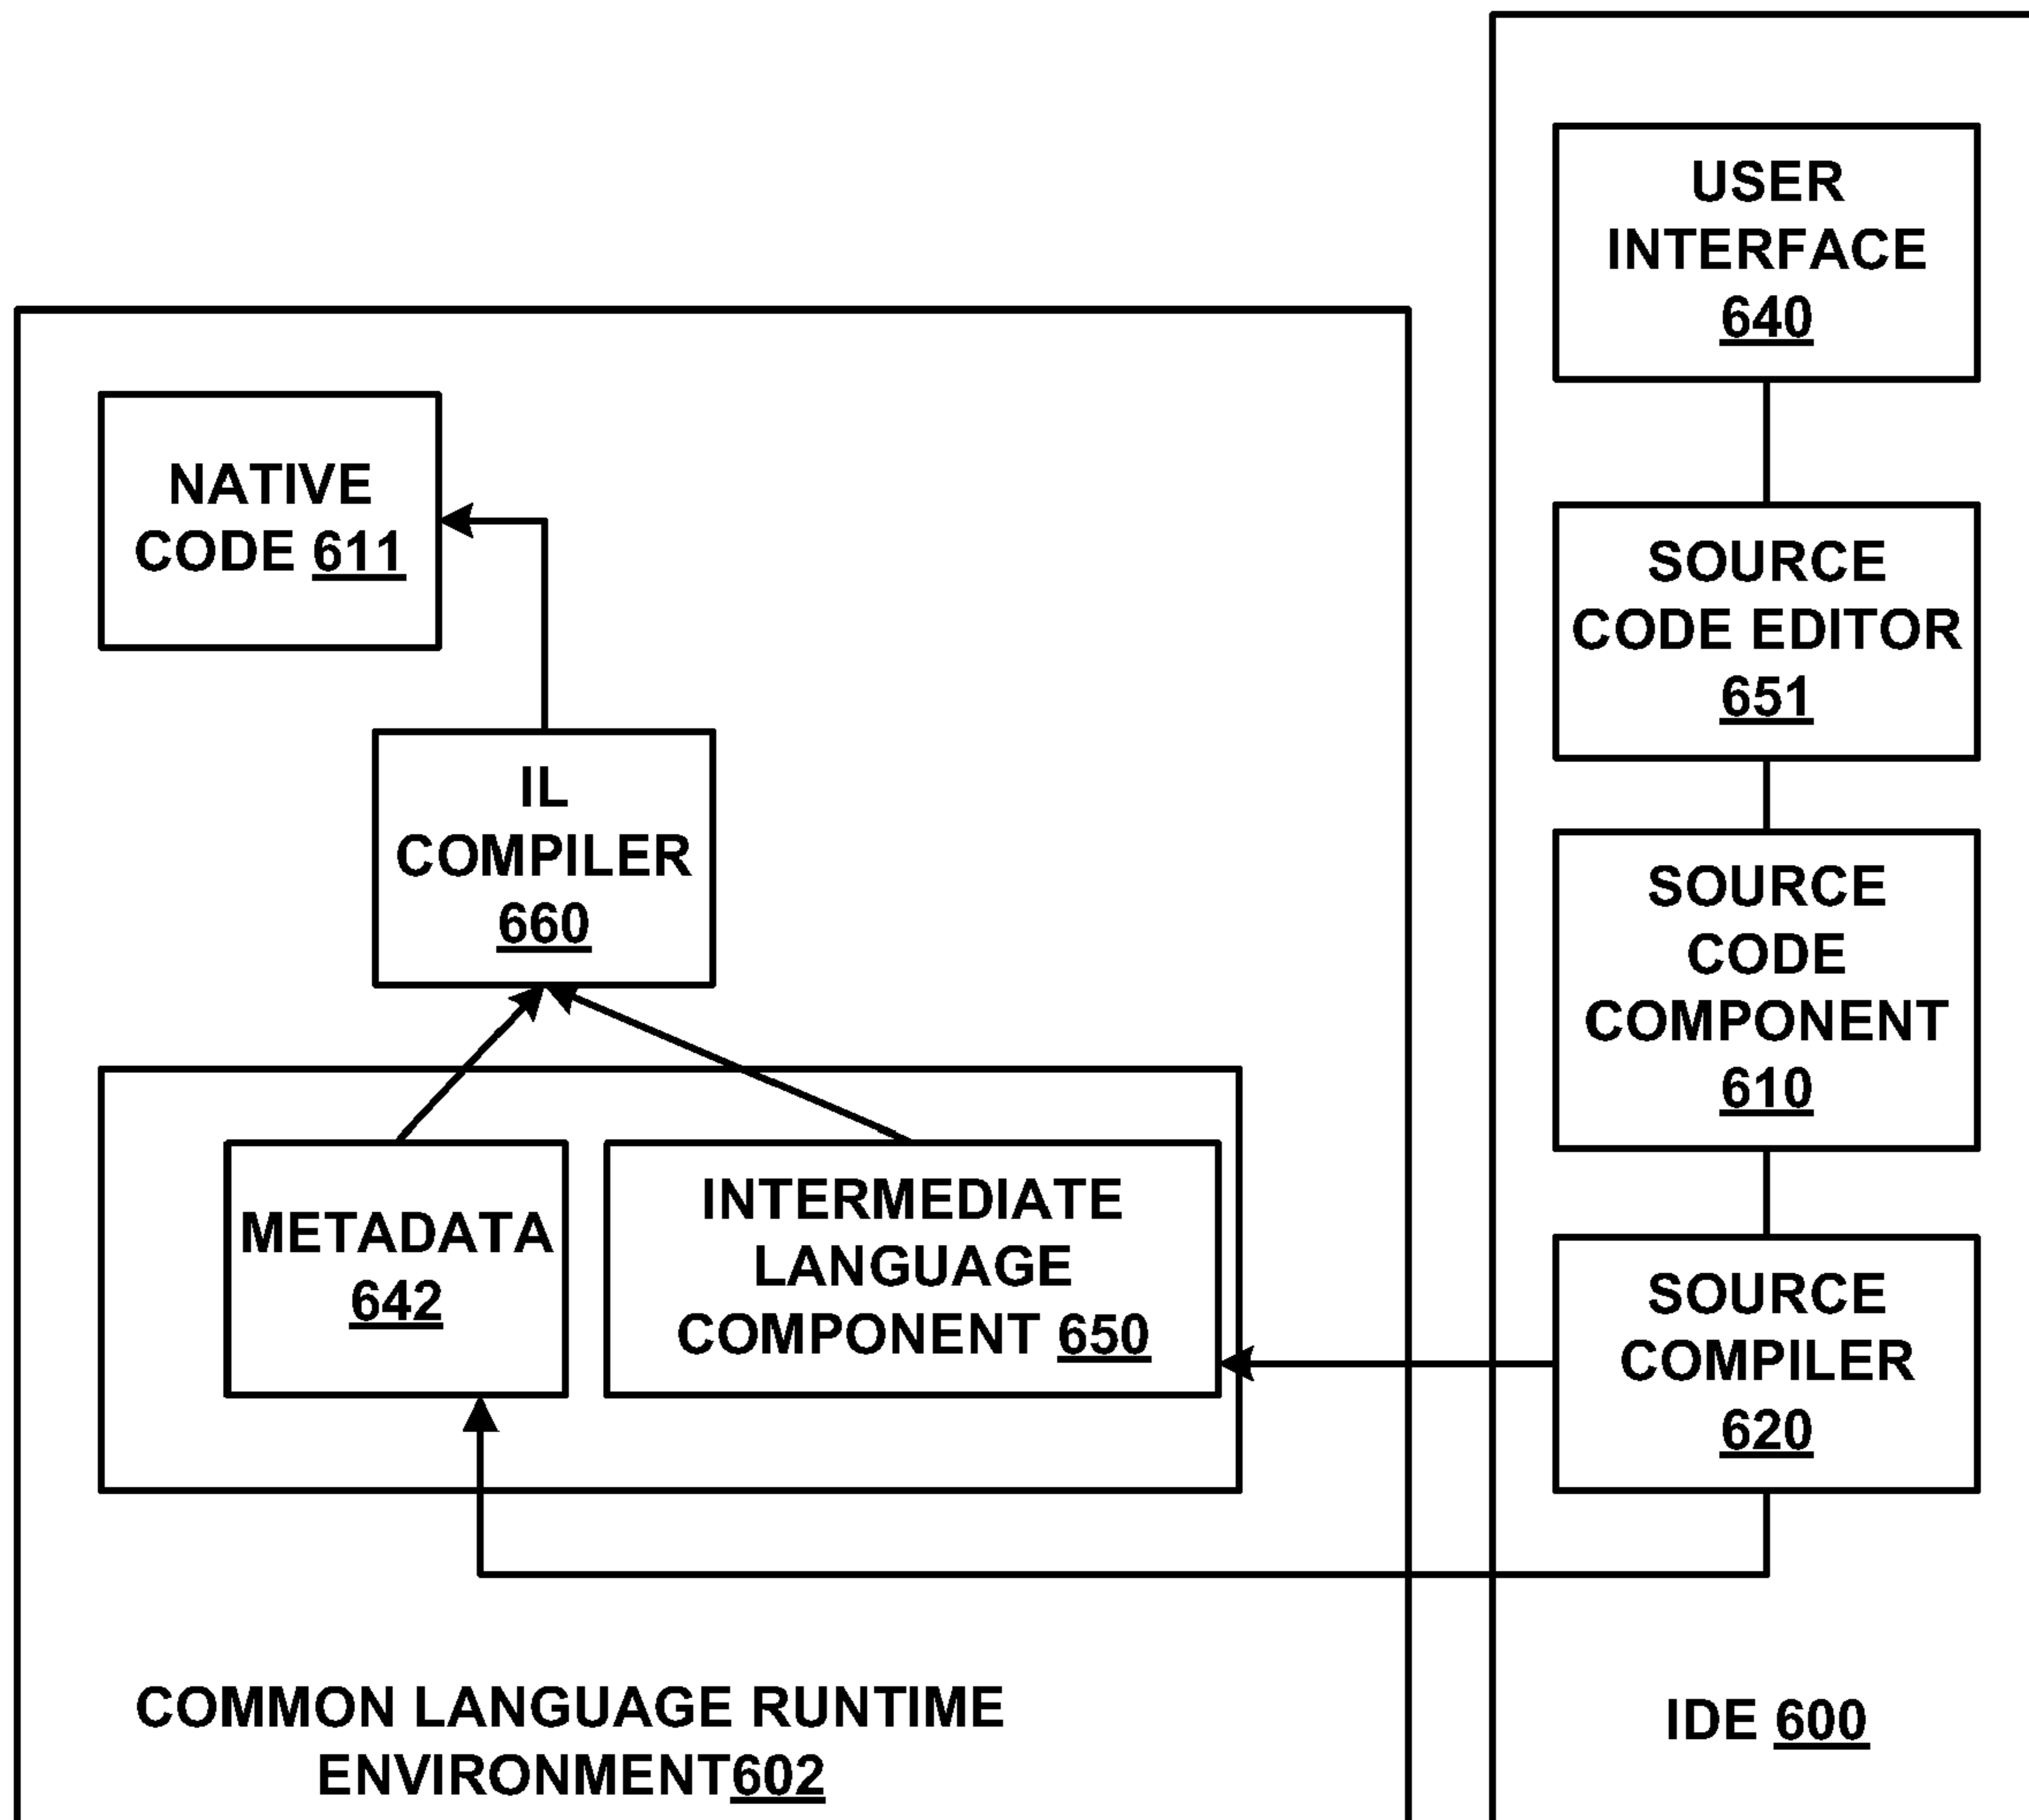 USER
INTERFACE
640
NATIVE
CODE 611
SOURCE
CODE EDITOR
651
IL
COMPILER
660
SOURCE
CODE
COMPONENT
610
METADATA
642
INTERMEDIATE
LANGUAGE
COMPONENT 650
SOURCE
COMPILER
620
COMMON LANGUAGE RUNTIME
ENVIRONMENT602
IDE 600